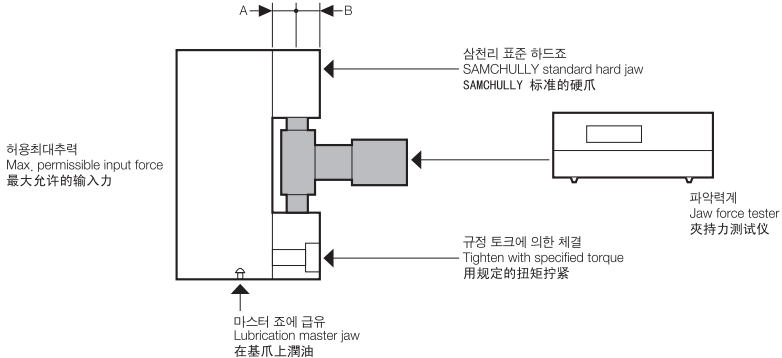 A
B
삼천리 표준 하드죠
SAMCHULLY standard hard jaw
SAMCHULLY 标准的硬爪
허용최대추력
Max. permissible input force
最大允许的输入力
파악력계
Jaw force tester
夾持力测试仪
규정 토크에 의한 체결
Tighten with specified torque
用规定的扭矩拧紧
마스터 죠에 급유
Lubrication master jaw
在基爪上潤油